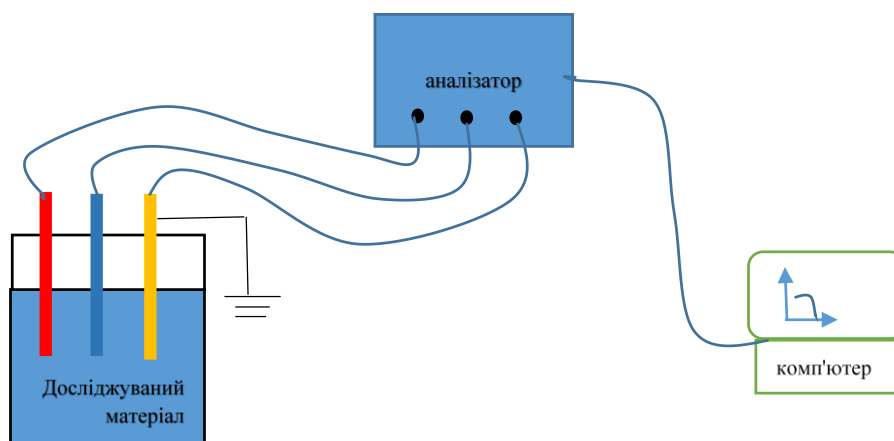 аналізатор
Досліджуваний
матеріал
комп'ютер